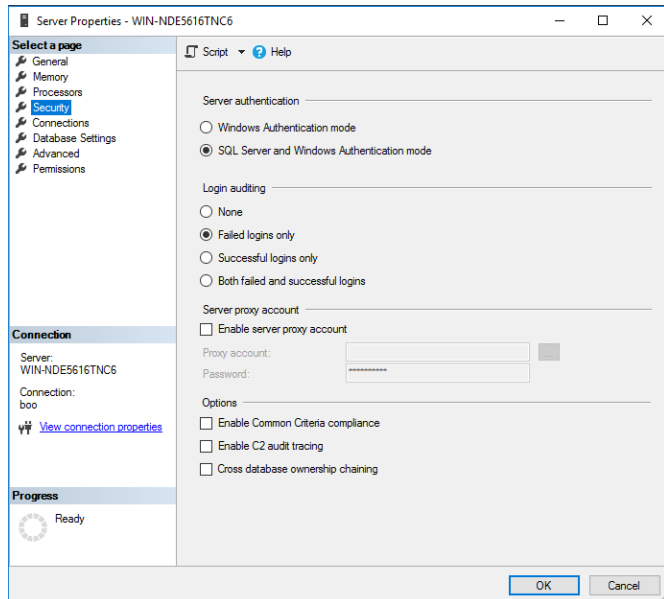 Server Properties - WIN-NDE5616TNC6
Select a page
General
Memory
Processors
Security
Connections
Database Settings
Advanced
Permissions
Script
Help
Server authentication
Windows Authentication mode
SQL Server and Windows Authentication mode
Login auditing
None
Failed logins only
Successful logins only
Both failed and successful logins
Server proxy account
Enable server proxy account
Proxy account:
...
Password:
**********
Options
Enable Common Criteria compliance
Enable C2 audit tracing
Cross database ownership chaining
Connection
Server:
WIN-NDE5616TNC6
Connection:
boo
View connection properties
Progress
Ready
OK
Cancel